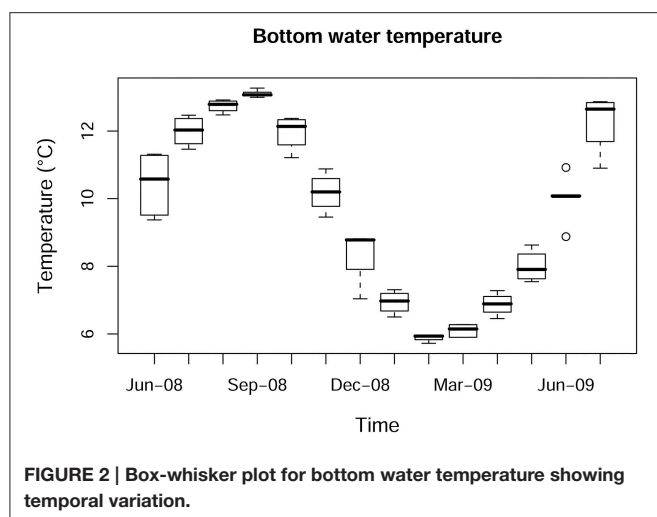 Bottom water temperature
Temperature (°C)
12
10
8
6
Jun–08
Sep–08
Dec–08
Mar–09
Jun–09
Time
FIGURE 2 | Box-whisker plot for bottom water temperature showing
temporal variation.